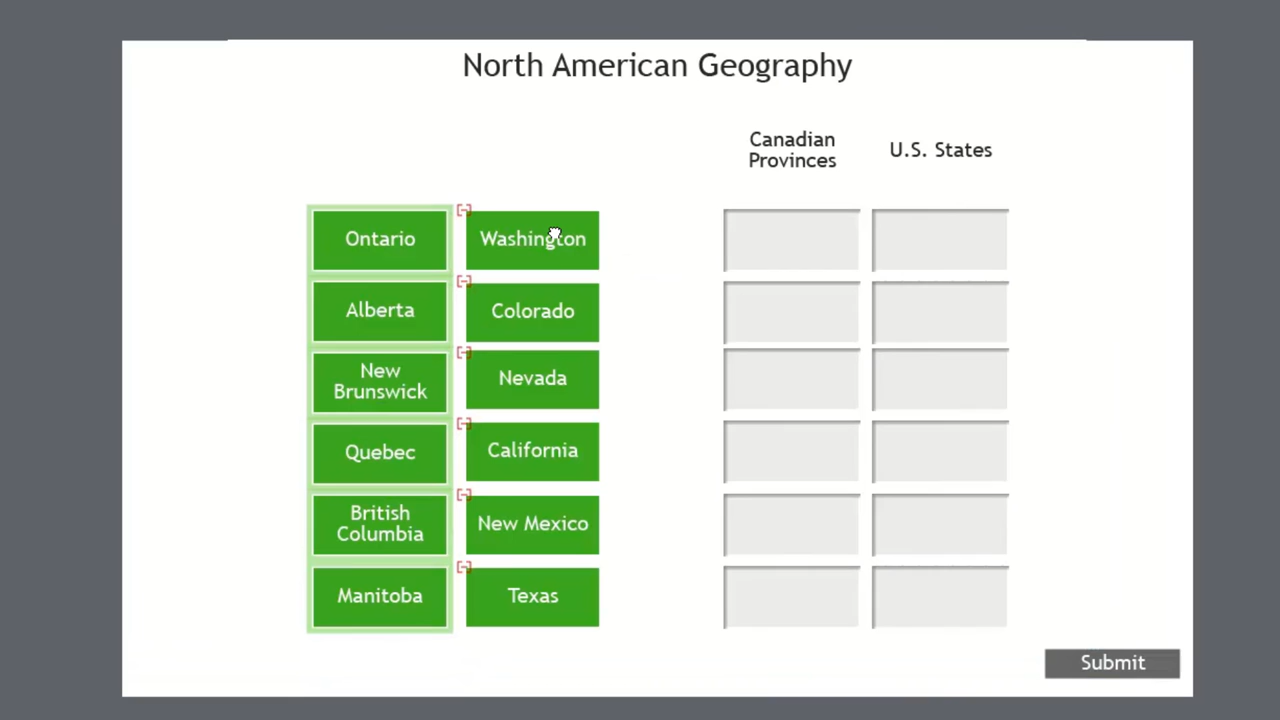 North American Geography
Canadian
Provinces
U.S. States
Ontario
Washington
Alberta
Colorado
New
Brunswick
Nevada
Quebec
California
British
Columbia
New Mexico
Manitoba
Texas
Submit